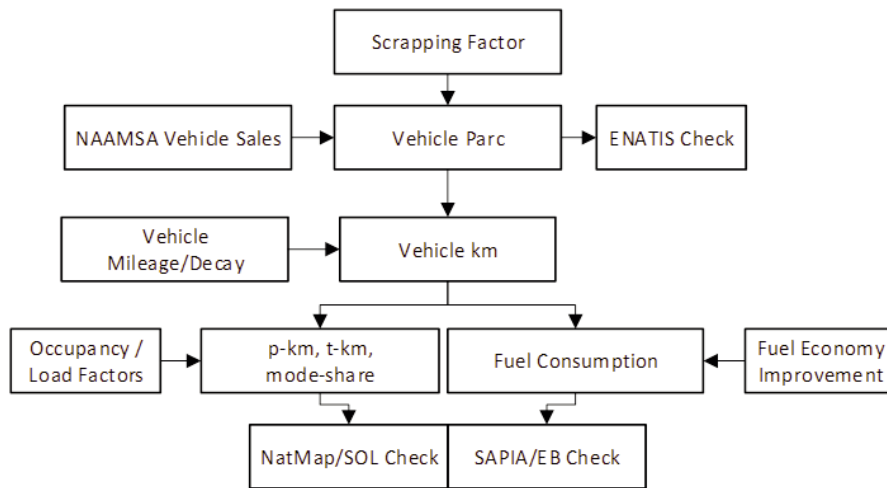 Scrapping Factor
NAAMSA Vehicle Sales
Vehicle Parc
ENATIS Check
Vehicle
Mileage/Decay
Vehicle km
Occupancy /
Load Factors
p-km, t-km,
mode-share
Fuel Consumption
Fuel Economy
Improvement
NatMap/SOL Check
SAPIA/EB Check